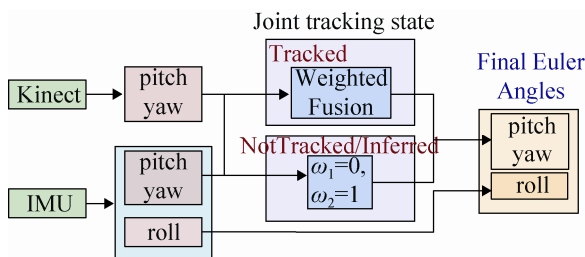 Joint tracking state
Tracked
Final Euler
Angles
Kinect
pitch
yaw
Weighted
Fusion
pitch
yaw
NotTracked/Inferred
IMU
pitch
yaw
ω₁=0,
ω₂=1
roll
roll